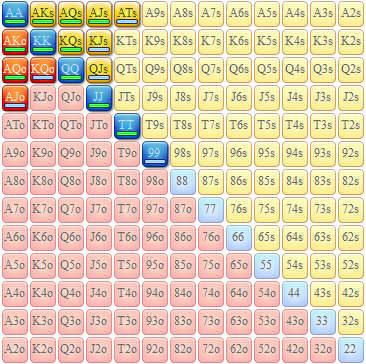 AA AKs AQs AJs ATs A9s A8s A7s A6s A5s A4s A3s A2s
AKo KK KQs KJs KTs K9s K8s K7s K6s K5s K4s K3s K2s
AQo KQo QQ QJs QTs Q9s Q8s Q7s Q6s Q5s Q4s Q3s Q2s
AJo KJo QJo JJ JTs J9s J8s J7s J6s J5s J4s J3s J2s
ATo KTo QTo JTo TT T9s T8s T7s T6s T5s T4s T3s T2s
A9o K9o Q9o J9o T9o 99 98s 97s 96s 95s 94s 93s 92s
A8o K8o Q8o J8o T8o 98o 88 87s 86s 85s 84s 83s 82s
A7o K7o Q7o J7o T7o 97o 87o 77 76s 75s 74s 73s 72s
A6o K6o Q6o J6o T6o 96o 86o 76o 66 65s 64s 63s 62s
A5o K5o Q5o J5o T5o 95o 85o 75o 65o 55 54s 53s 52s
A4o K4o Q4o J4o T4o 94o 84o 74o 64o 54o 44 43s 42s
A3o K3o Q3o J3o T3o 93o 83o 73o 63o 53o 43o 33 32s
A2o K2o Q2o J2o T2o 92o 82o 72o 62o 52o 42o 32o 22